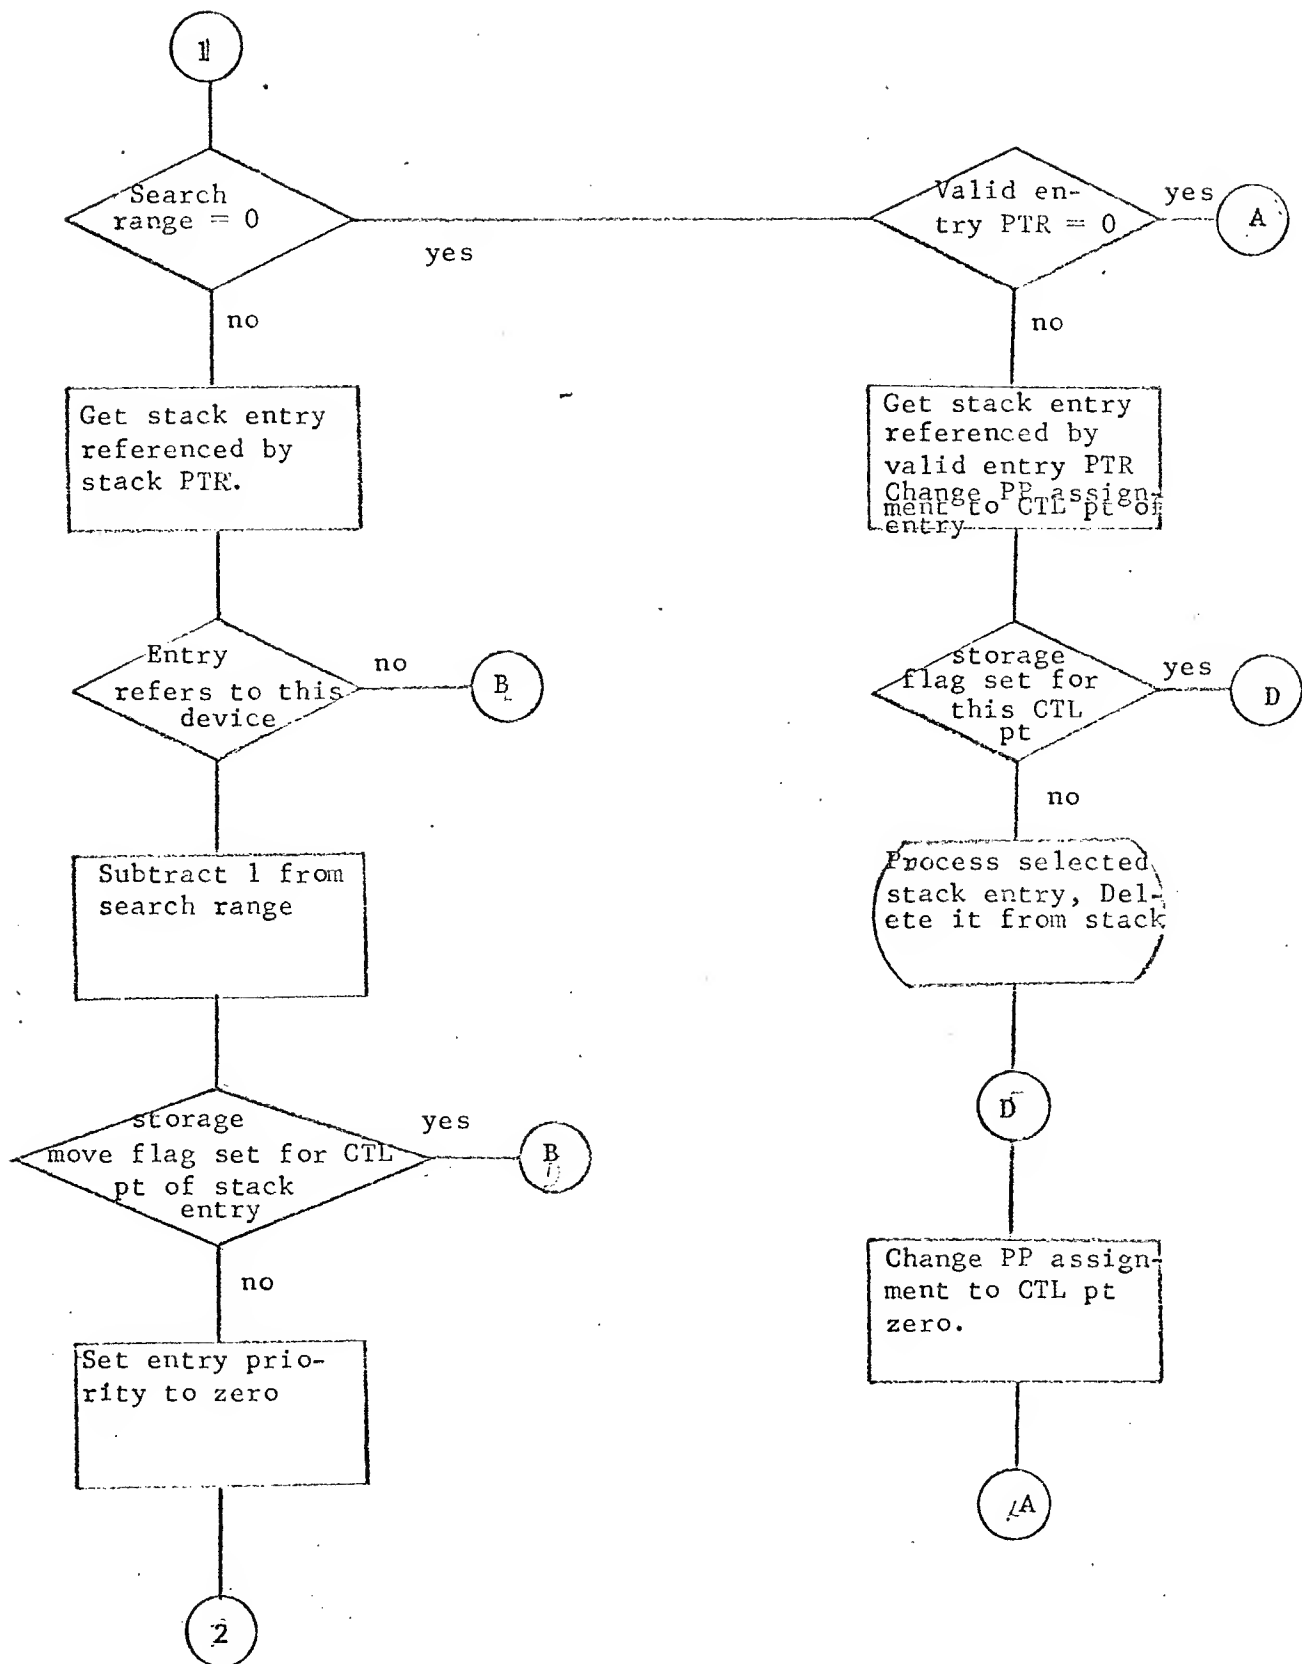 1
Search
range = 0
yes
no
Get stack entry
referenced by
stack PTR.
Entry
refers to this
device
no
B
Subtract 1 from
search range
storage
move flag set for CTL
pt of stack
entry
yes
B
no
Set entry prio-
rity to zero
2
Valid en-
try PTR = 0
yes
A
no
Get stack entry
referenced by
valid entry PTR
Change PP assign-
ment to CTL pt of
entry
storage
flag set for
this CTL
pt
yes
D
no
Process selected
stack entry, Del-
ete it from stack
D
Change PP assign-
ment to CTL pt
zero.
A